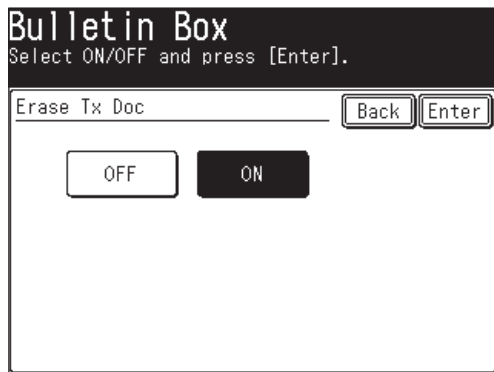 Bulletin Box
Select ON/OFF and press [Enter].
Erase Tx Doc
Back Enter
OFF ON